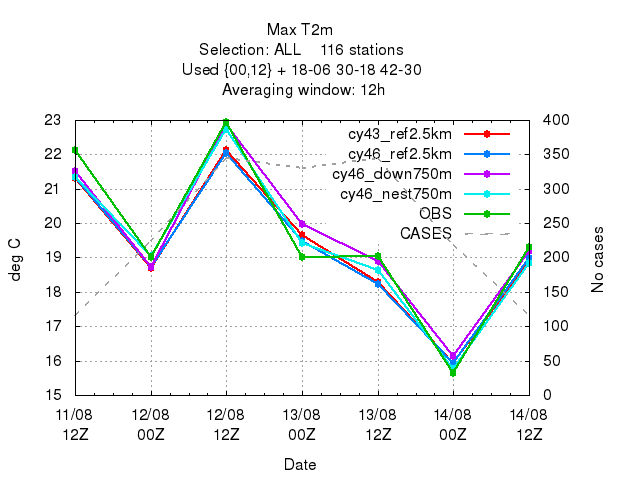 Max T2m
Selection: ALL    116 stations
Used {00,12} + 18-06 30-18 42-30
Averaging window: 12h
cy43_ref2.5km
cy46_ref2.5km
cy46_down750m
cy46_nest750m
OBS
CASES
23
22
21
20
19
18
17
16
15
deg C
400
350
300
250
200
150
100
50
0
No cases
11/08 12/08 12/08 13/08 13/08 14/08 14/08
12Z 00Z 12Z 00Z 12Z 00Z 12Z
Date